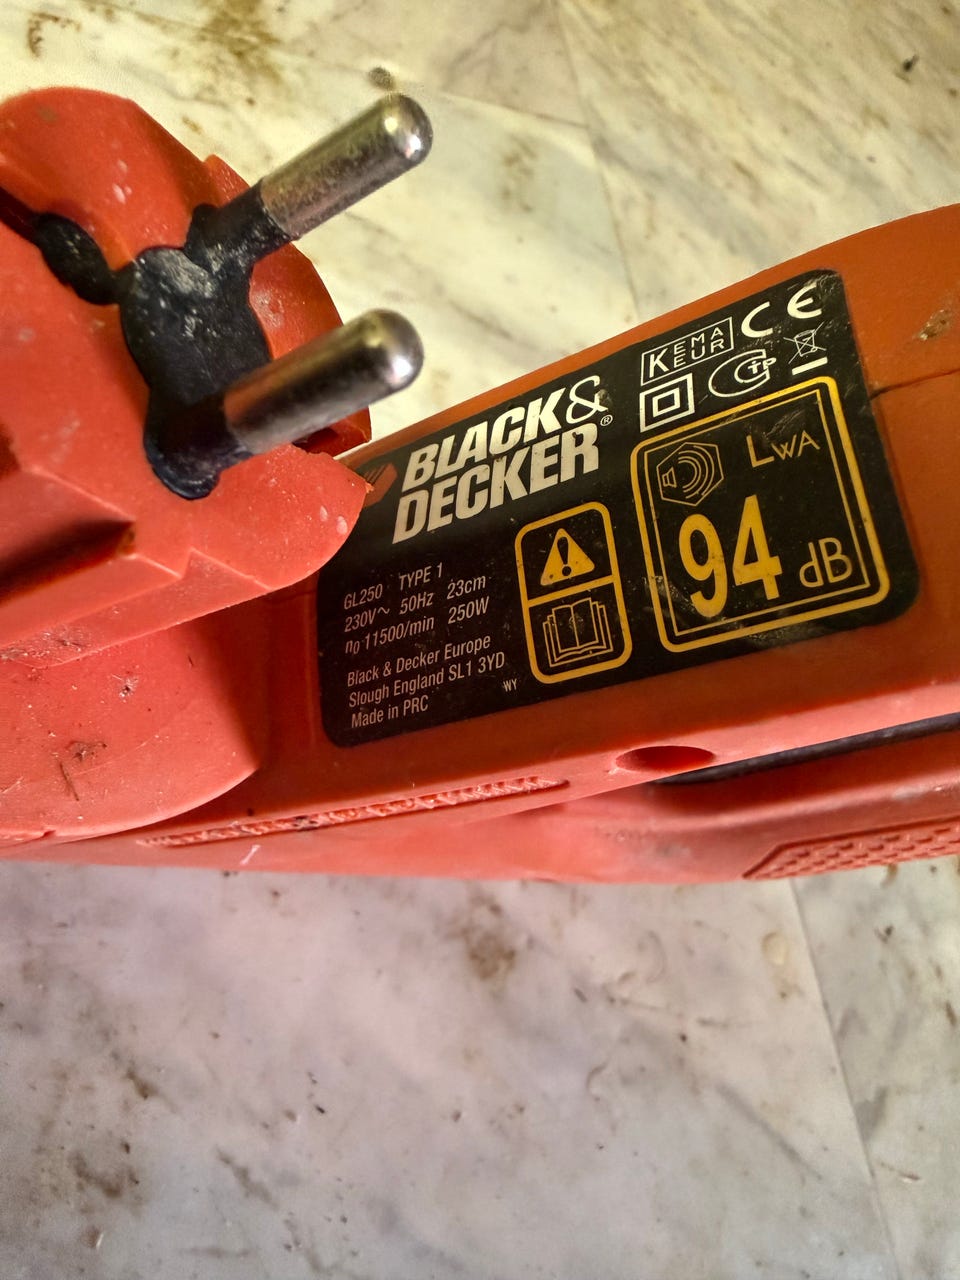 BLACK&
DECKER®
KEMA
EUR
CE
LWA
94
dB
GL250 TYPE 1
230V~ 50Hz 23cm
n0 11500/min 250W
Black & Decker Europe
Slough England SL1 3YD
Made in PRC
WY